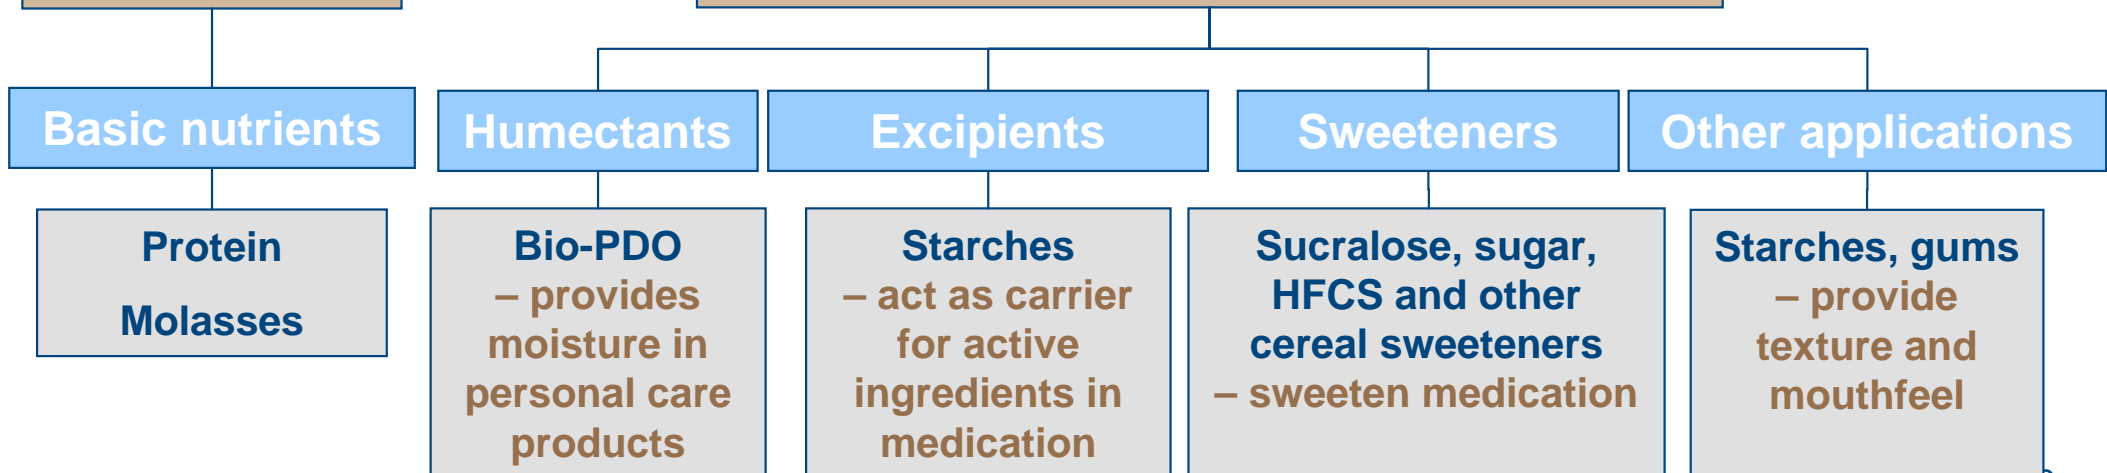 Basic nutrients
Humectants
Excipients
Sweeteners
Other applications
Protein
Molasses
Bio-PDO
– provides
moisture in
personal care
products
Starches
– act as carrier
for active
ingredients in
medication
Sucralose, sugar,
HFCS and other
cereal sweeteners
– sweeten medication
Starches, gums
– provide
texture and
mouthfeel